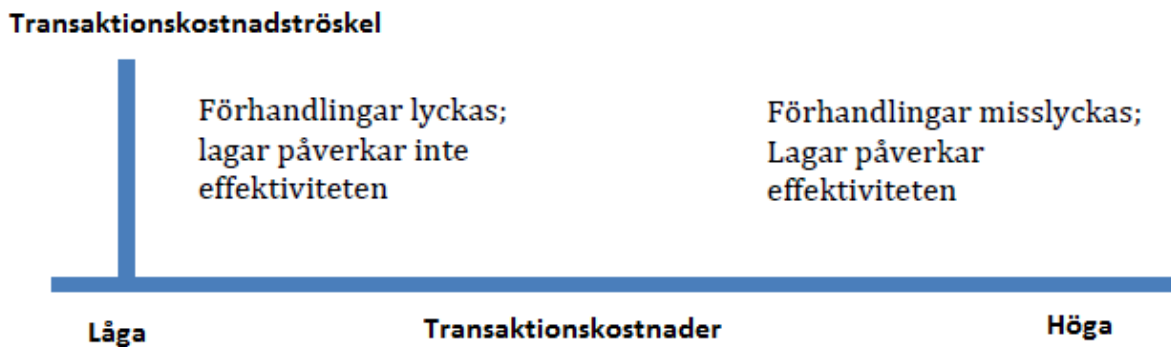 Transaktionskostnadströskel
Förhandlingar lyckas;
lagar påverkar inte
effektiviteten
Förhandlingar misslyckas;
Lagar påverkar
effektiviteten
Låga
Transaktionskostnader
Höga